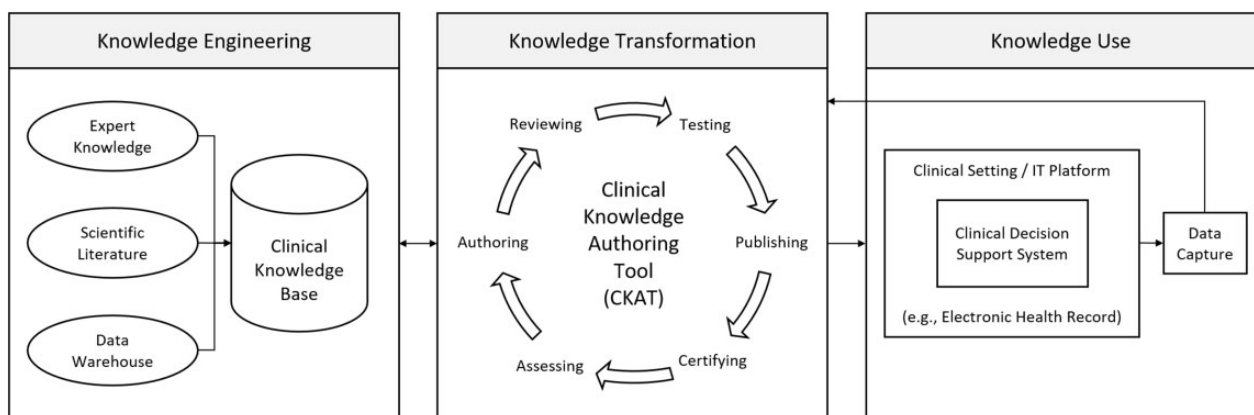 Knowledge Engineering
Expert
Knowledge
Scientific
Literature
Data
Warehouse
Clinical
Knowledge
Base
Knowledge Transformation
Reviewing
Testing
Authoring
Clinical
Knowledge
Authoring
Tool
(CKAT)
Publishing
Assessing
Certifying
Knowledge Use
Clinical Setting / IT Platform
Clinical Decision
Support System
(e.g., Electronic Health Record)
Data
Capture